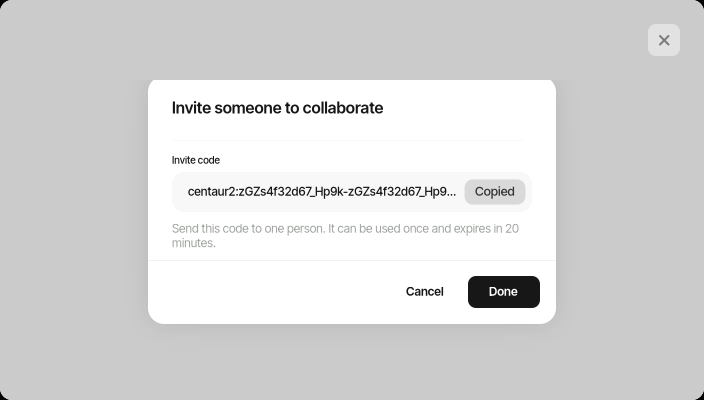 Invite someone to collaborate
Invite code
centaur2:zGZs4f32d67_Hp9k-zGZs4f32d67_Hp9... Copied
Send this code to one person. It can be used once and expires in 20
minutes.
Cancel Done